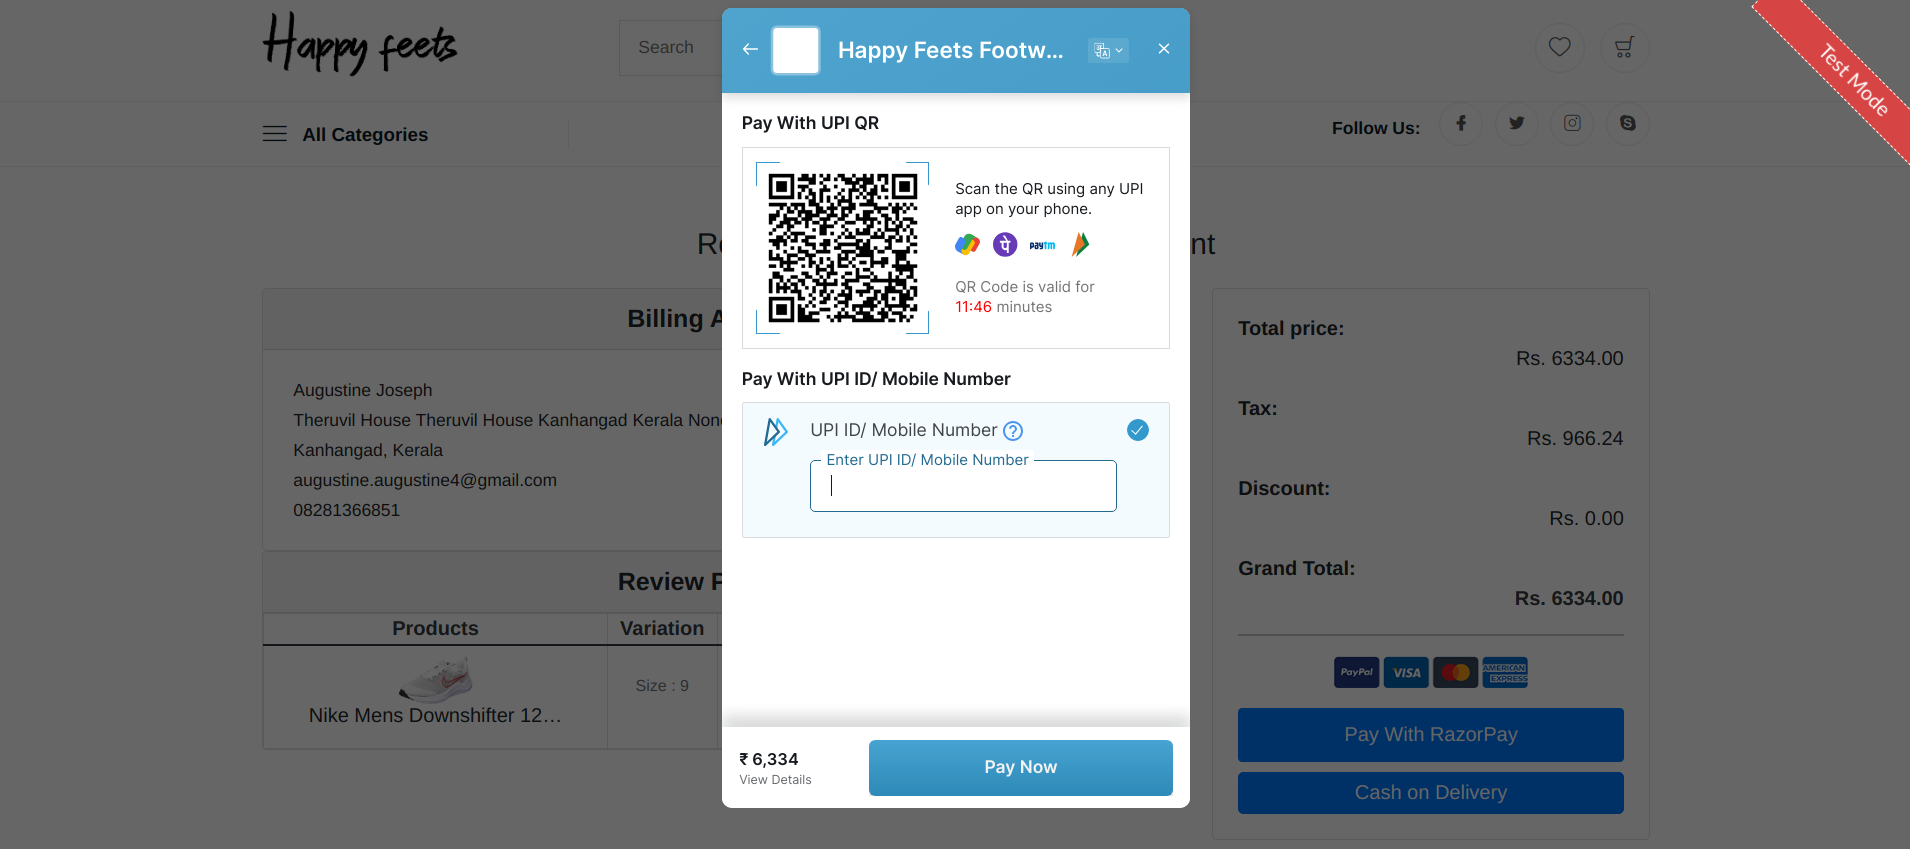 Happy feets
Search
Test Mode
All Categories
Follow Us:
Happy Feets Footw...
Pay With UPI QR
Scan the QR using any UPI
app on your phone.
पे
paytm
QR Code is valid for
11:46 minutes
Pay With UPI ID/ Mobile Number
UPI ID/ Mobile Number
Enter UPI ID/ Mobile Number
₹ 6,334
View Details
Pay Now
Re
nt
Billing A
Augustine Joseph
Theruvil House Theruvil House Kanhangad Kerala Non
Kanhangad, Kerala
augustine.augustine4@gmail.com
08281366851
Review P
Products
Variation
Nike Mens Downshifter 12...
Size : 9
Total price:
Rs. 6334.00
Tax:
Rs. 966.24
Discount:
Rs. 0.00
Grand Total:
Rs. 6334.00
PayPal
VISA
AMERICAN
EXPRESS
Pay With RazorPay
Cash on Delivery